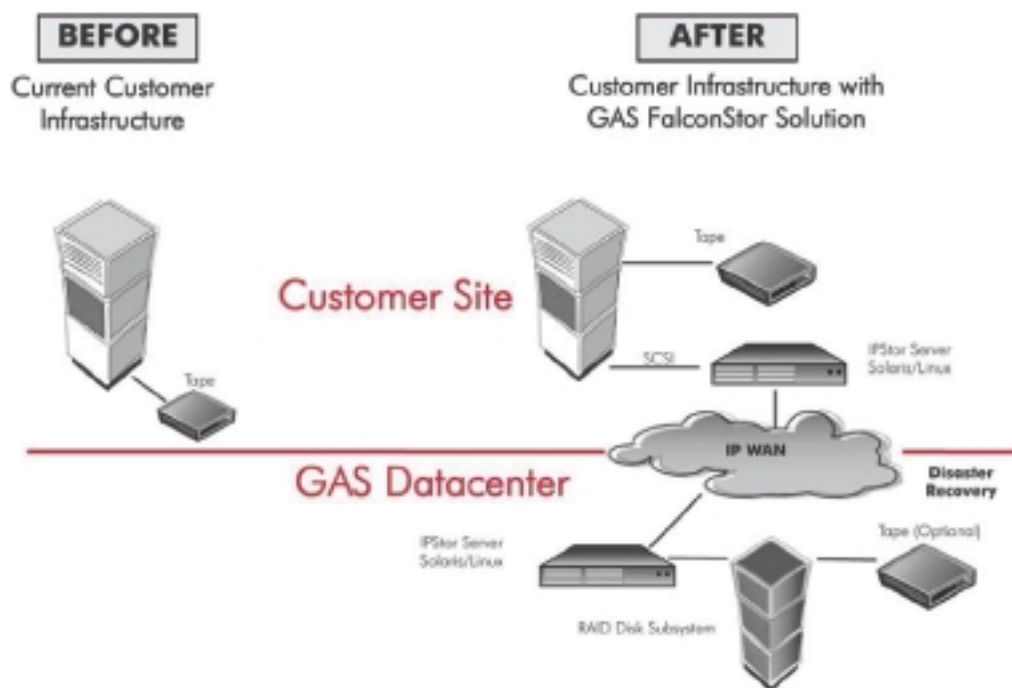 BEFORE
Current Customer
Infrastructure
AFTER
Customer Infrastructure with
GAS FalconStor Solution
Tape
Customer Site
Tape
SCSI
IPStor Server
Solaris/Linux
IP WAN
GAS Datacenter
Disaster
Recovery
IPStor Server
Solaris/Linux
Tape (Optional)
RAID Disk Subsystem